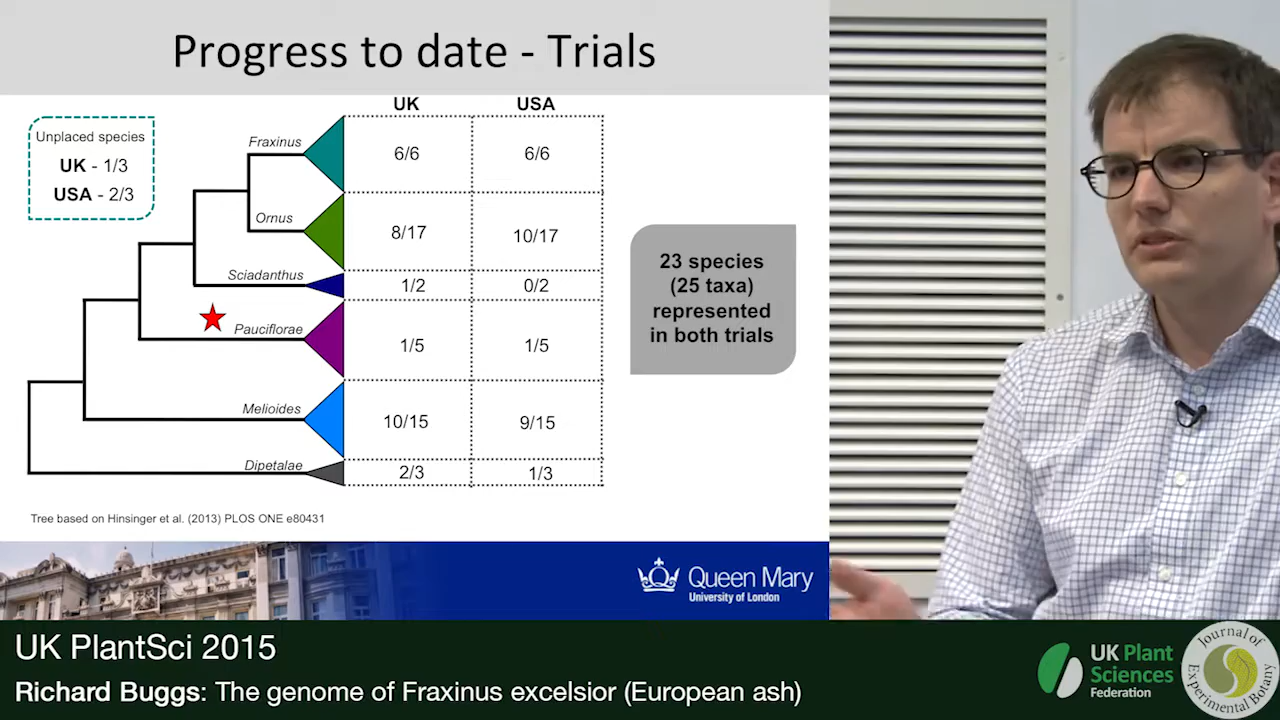 Progress to date - Trials
UK USA
Unplaced species
UK - 1/3
USA - 2/3
Fraxinus 6/6 6/6
Ornus 8/17 10/17
Sciadanthus 1/2 0/2
Pauciflorae 1/5 1/5
Melioides 10/15 9/15
Dipetalae 2/3 1/3
23 species
(25 taxa)
represented
in both trials
Tree based on Hinsinger et al. (2013) PLOS ONE e80431
Queen Mary
University of London
UK PlantSci 2015
Richard Buggs: The genome of Fraxinus excelsior (European ash)
UK Plant
Sciences
Federation
Journal of
Experimental Botany